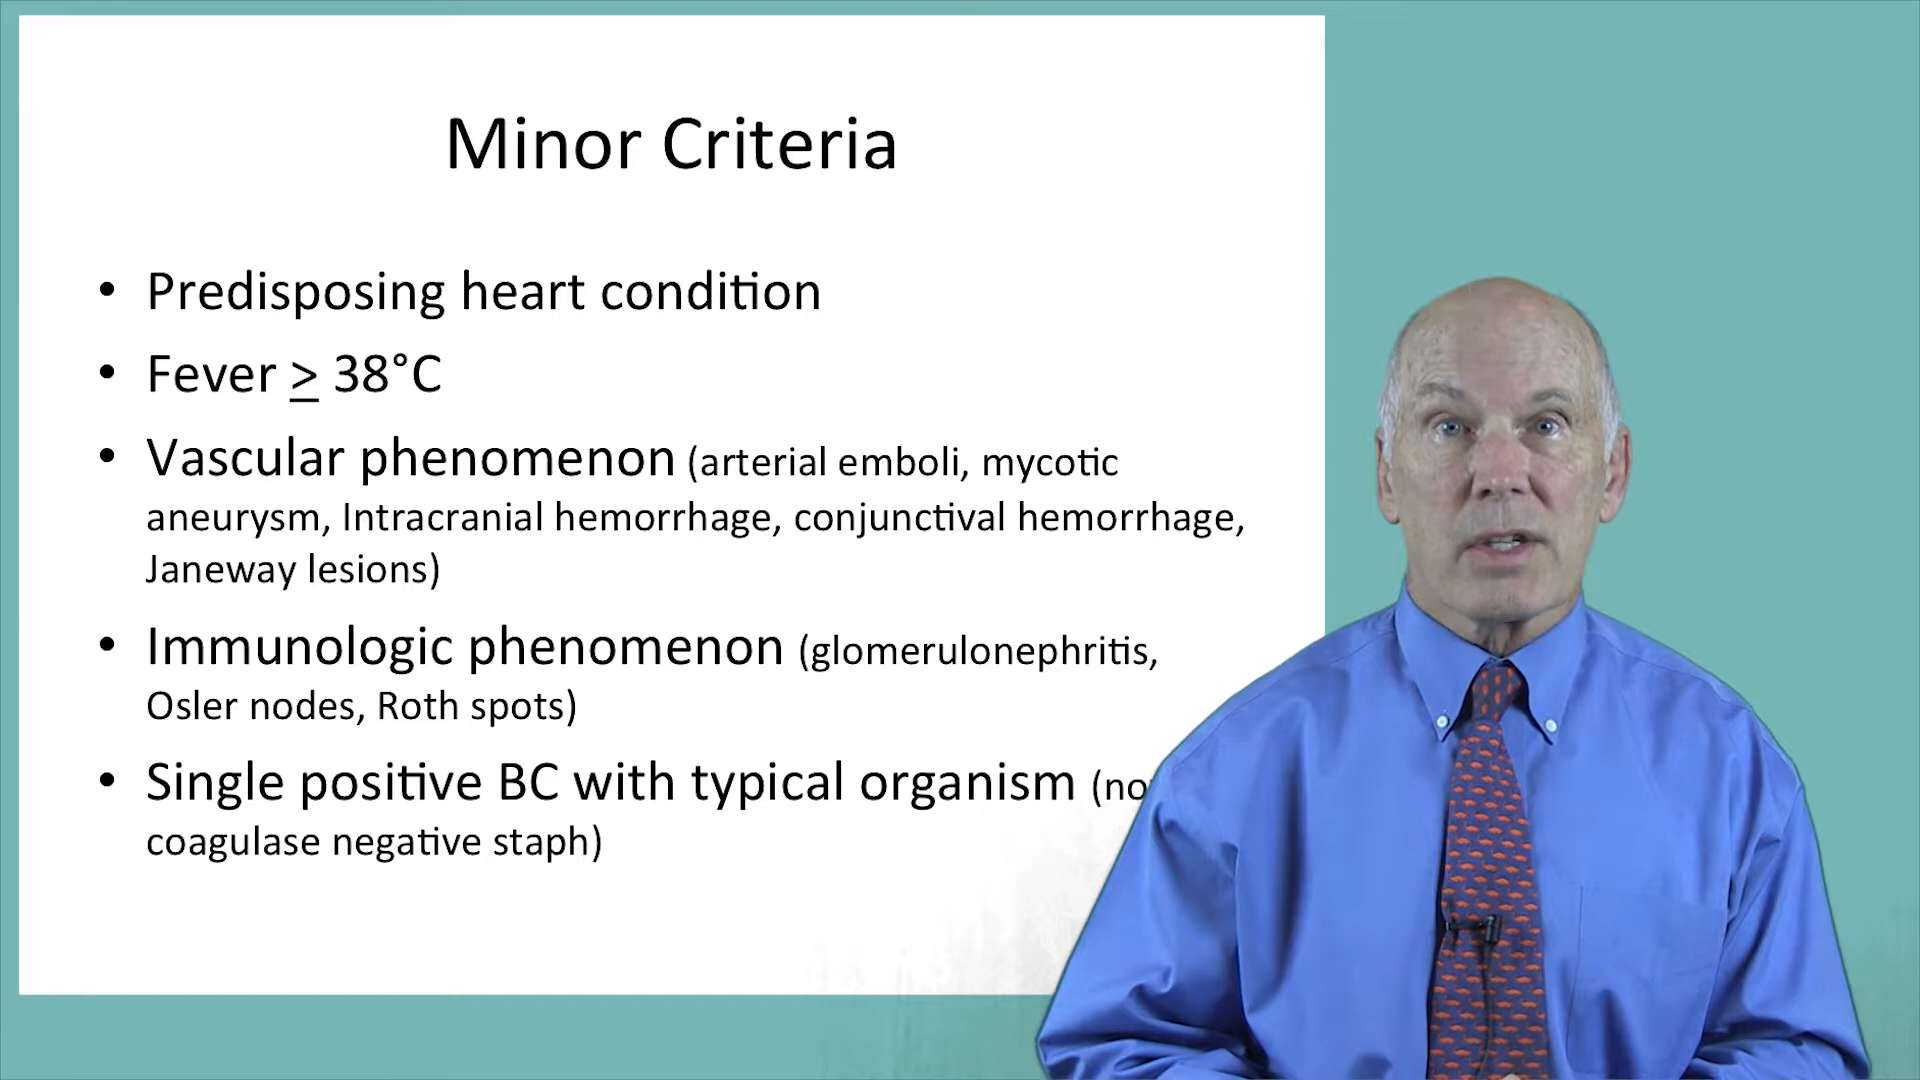 Minor Criteria
• Predisposing heart condition
• Fever ≥ 38°C
• Vascular phenomenon (arterial emboli, mycotic
aneurysm, Intracranial hemorrhage, conjunctival hemorrhage,
Janeway lesions)
• Immunologic phenomenon (glomerulonephritis,
Osler nodes, Roth spots)
• Single positive BC with typical organism
coagulase negative staph)